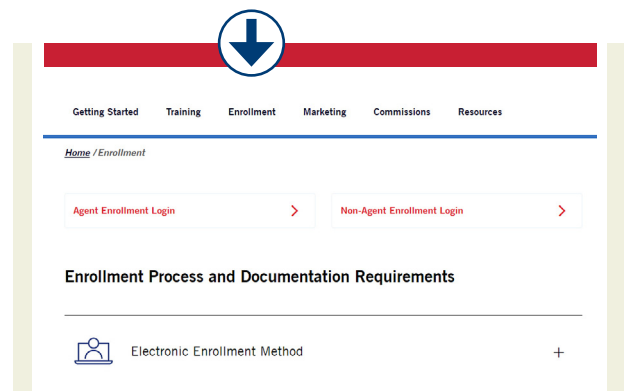 Getting Started Training Enrollment Marketing Commissions Resources
Home / Enrollment
Agent Enrollment Login Non-Agent Enrollment Login
Enrollment Process and Documentation Requirements
Electronic Enrollment Method